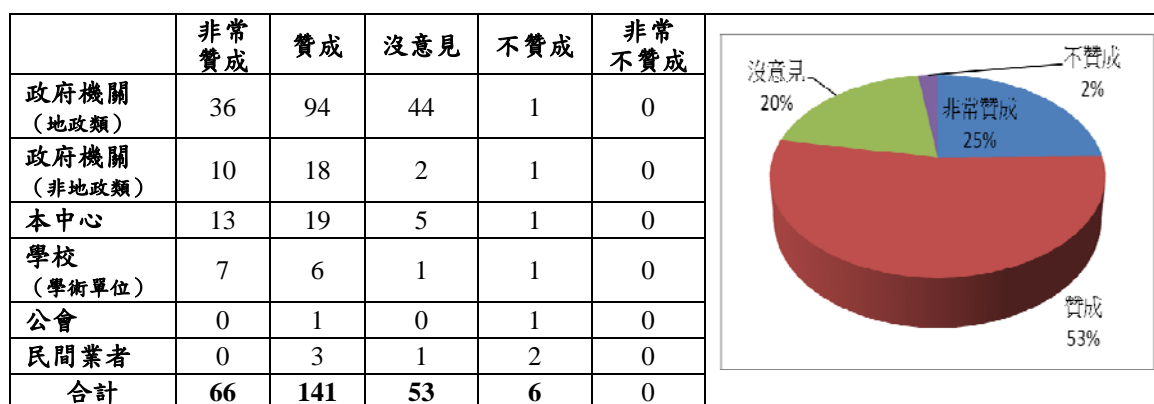 非常贊成 贊成 沒意見 不贊成 非常不贊成
政府機關（地政類） 36 94 44 1 0
政府機關（非地政類） 10 18 2 1 0
本中心 13 19 5 1 0
學校（學術單位） 7 6 1 1 0
公會 0 1 0 1 0
民間業者 0 3 1 2 0
合計 66 141 53 6 0
不贊成
2%
沒意見
20%
非常贊成
25%
贊成
53%